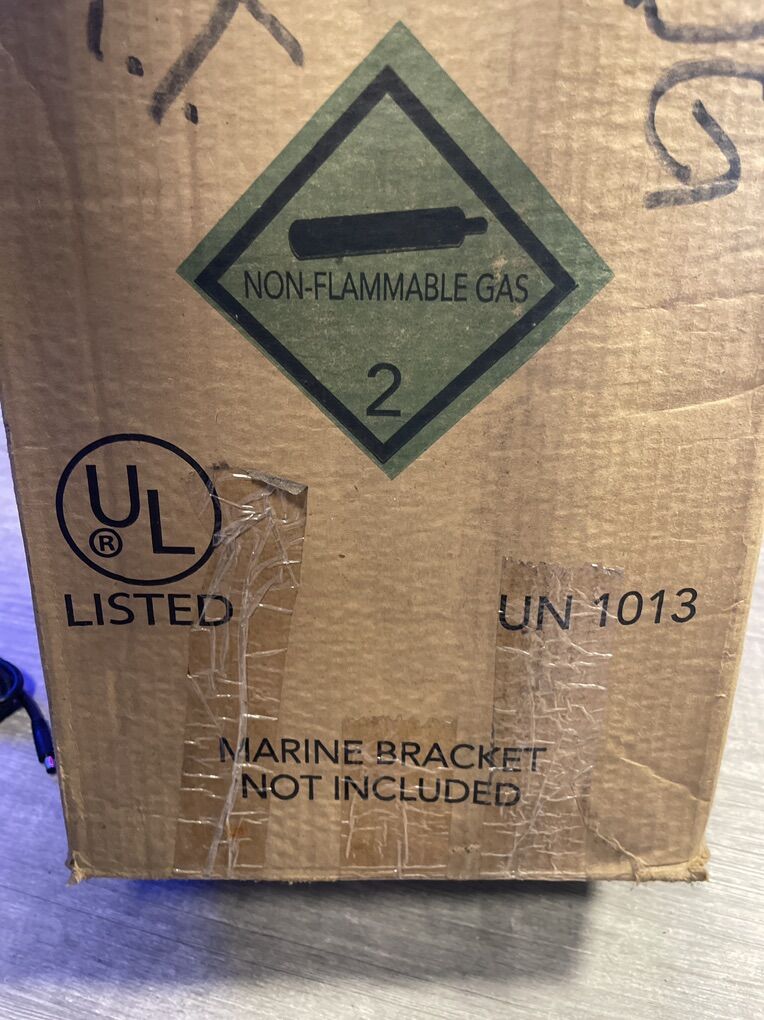 NON-FLAMMABLE GAS
2
UL
®
LISTED
UN 1013
MARINE BRACKET
NOT INCLUDED